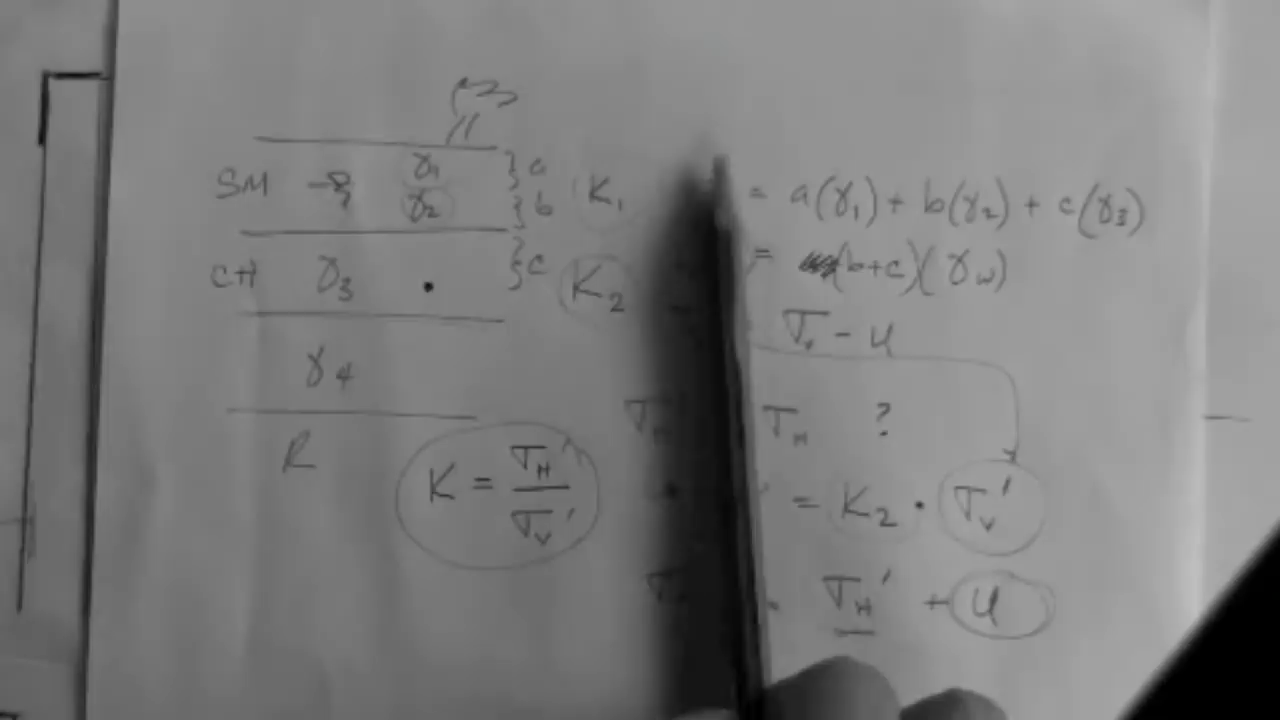 SM γ1 } a K1 = a(γ1) + b(γ2) + c(γ3)
γ2 } b
CH γ3 . } c K2 = (b+c)(γw)
σv - u
γ4
σH ?
R
K = σH' / σv' = K2 · σv'
σH' + u